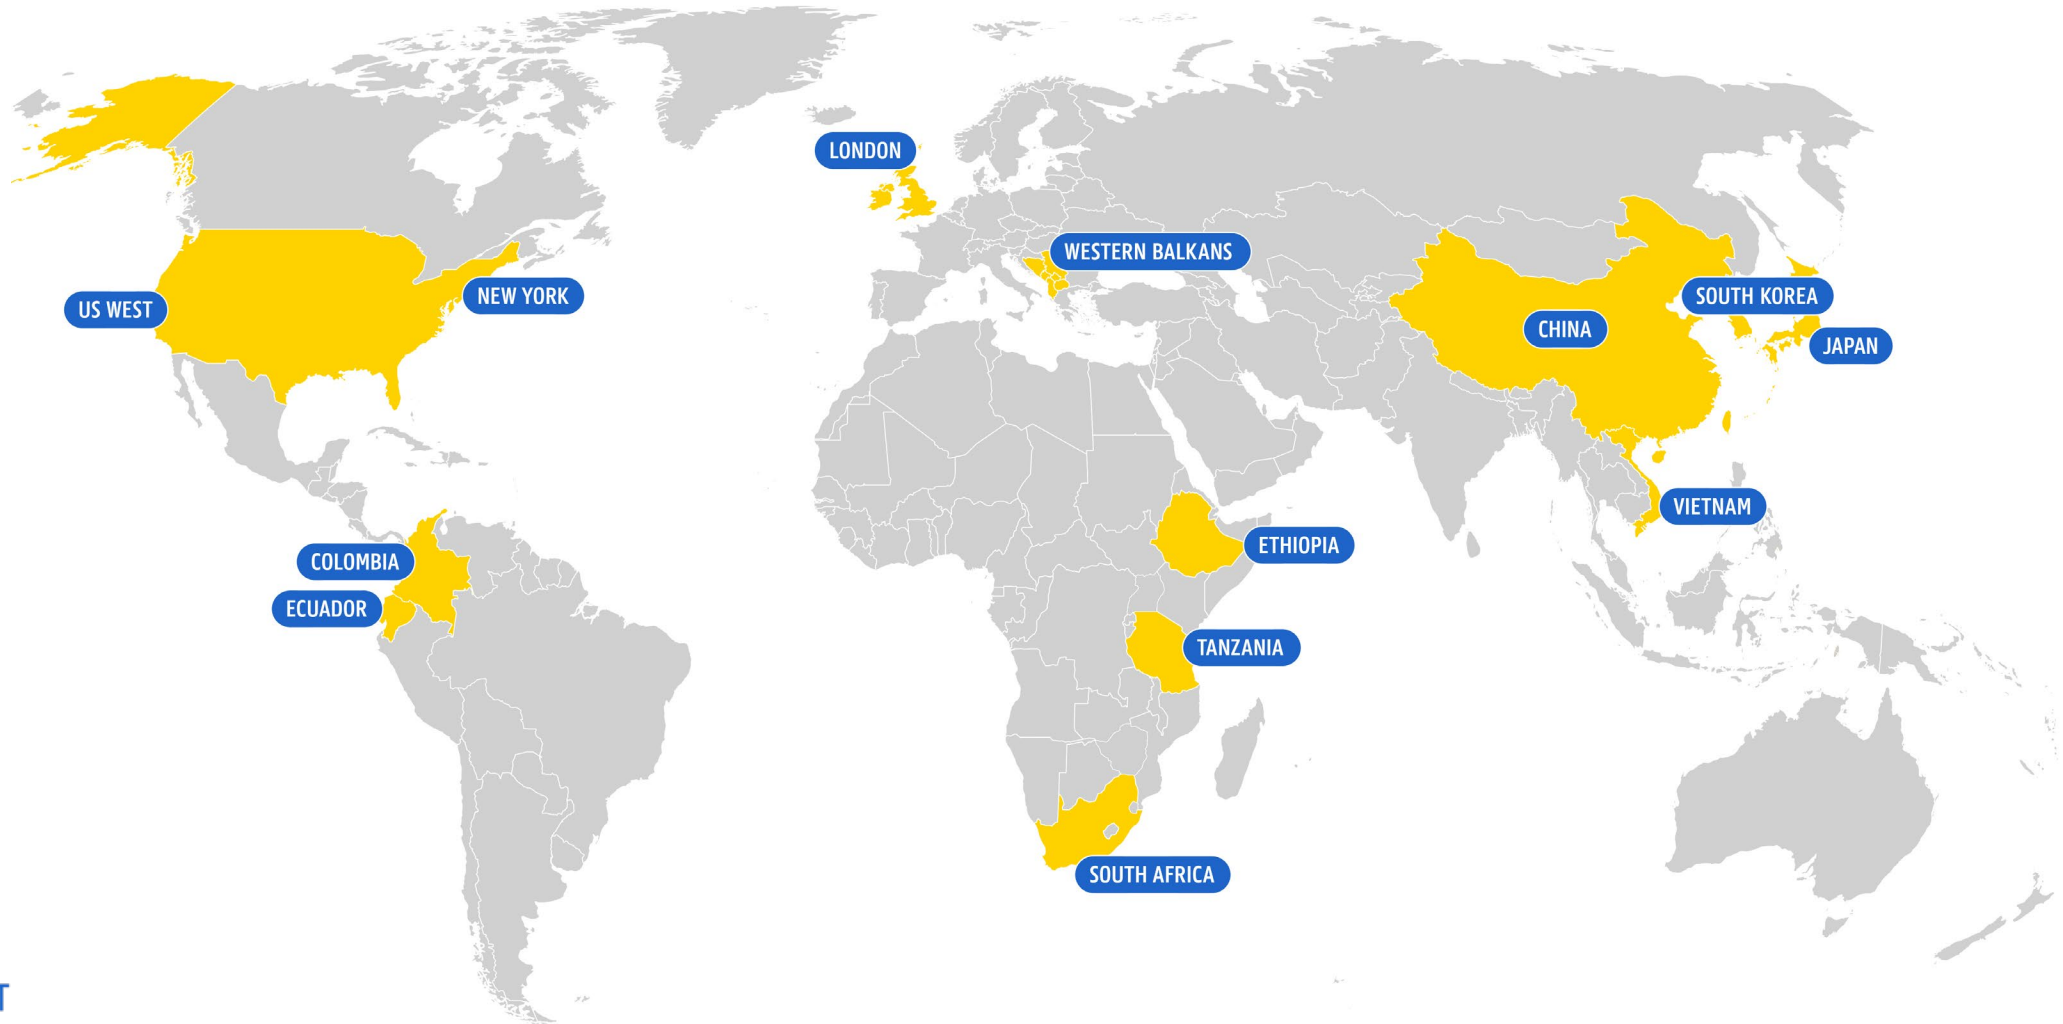 LONDON
WESTERN BALKANS
US WEST
NEW YORK
SOUTH KOREA
CHINA
JAPAN
VIETNAM
COLOMBIA
ETHIOPIA
ECUADOR
TANZANIA
SOUTH AFRICA
T